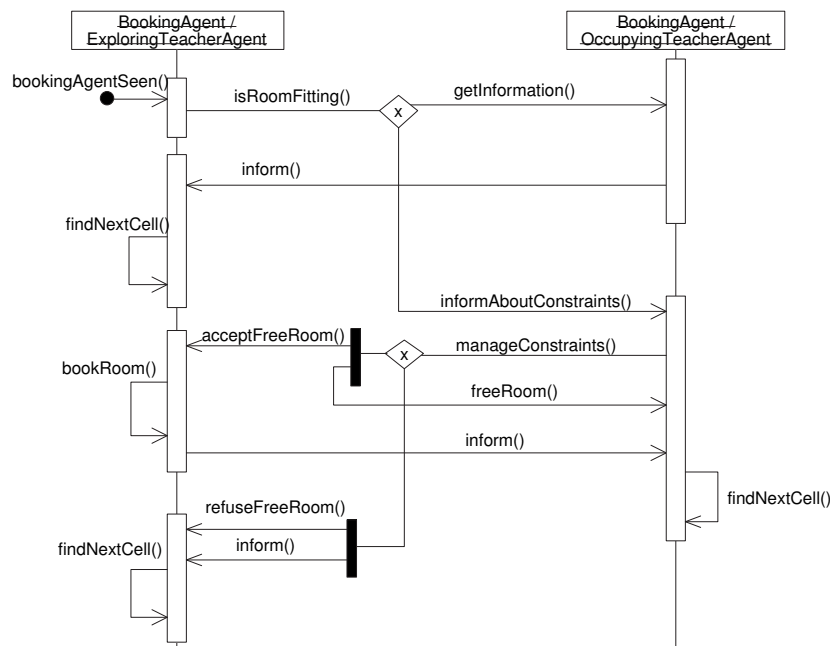 BookingAgent /
ExploringTeacherAgent
BookingAgent /
OccupyingTeacherAgent
bookingAgentSeen()
isRoomFitting()
x
getInformation()
inform()
findNextCell()
informAboutConstraints()
acceptFreeRoom()
x
manageConstraints()
bookRoom()
freeRoom()
inform()
refuseFreeRoom()
findNextCell()
inform()
findNextCell()